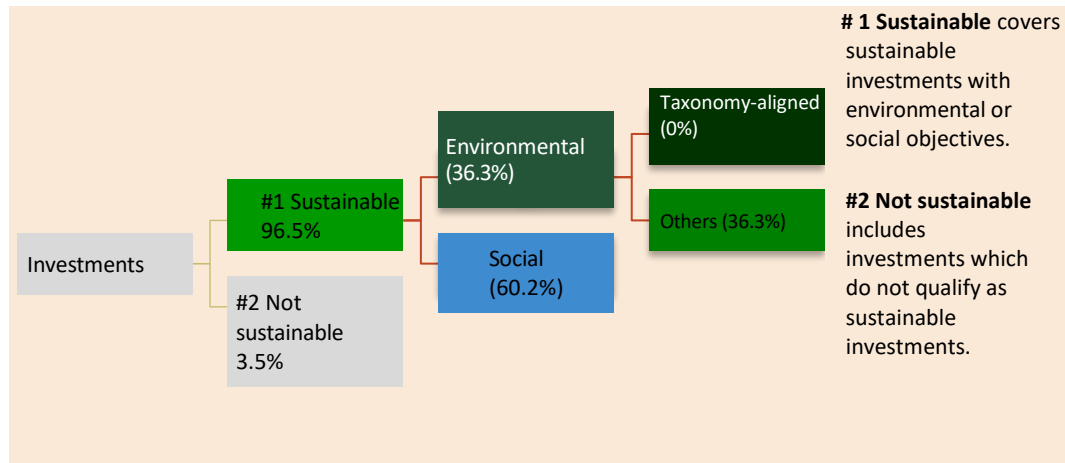 Investments
#1 Sustainable
96.5%
#2 Not
sustainable
3.5%
Environmental
(36.3%)
Social
(60.2%)
Taxonomy-aligned
(0%)
Others (36.3%)
# 1 Sustainable covers
sustainable
investments with
environmental or
social objectives.
#2 Not sustainable
includes
investments which
do not qualify as
sustainable
investments.